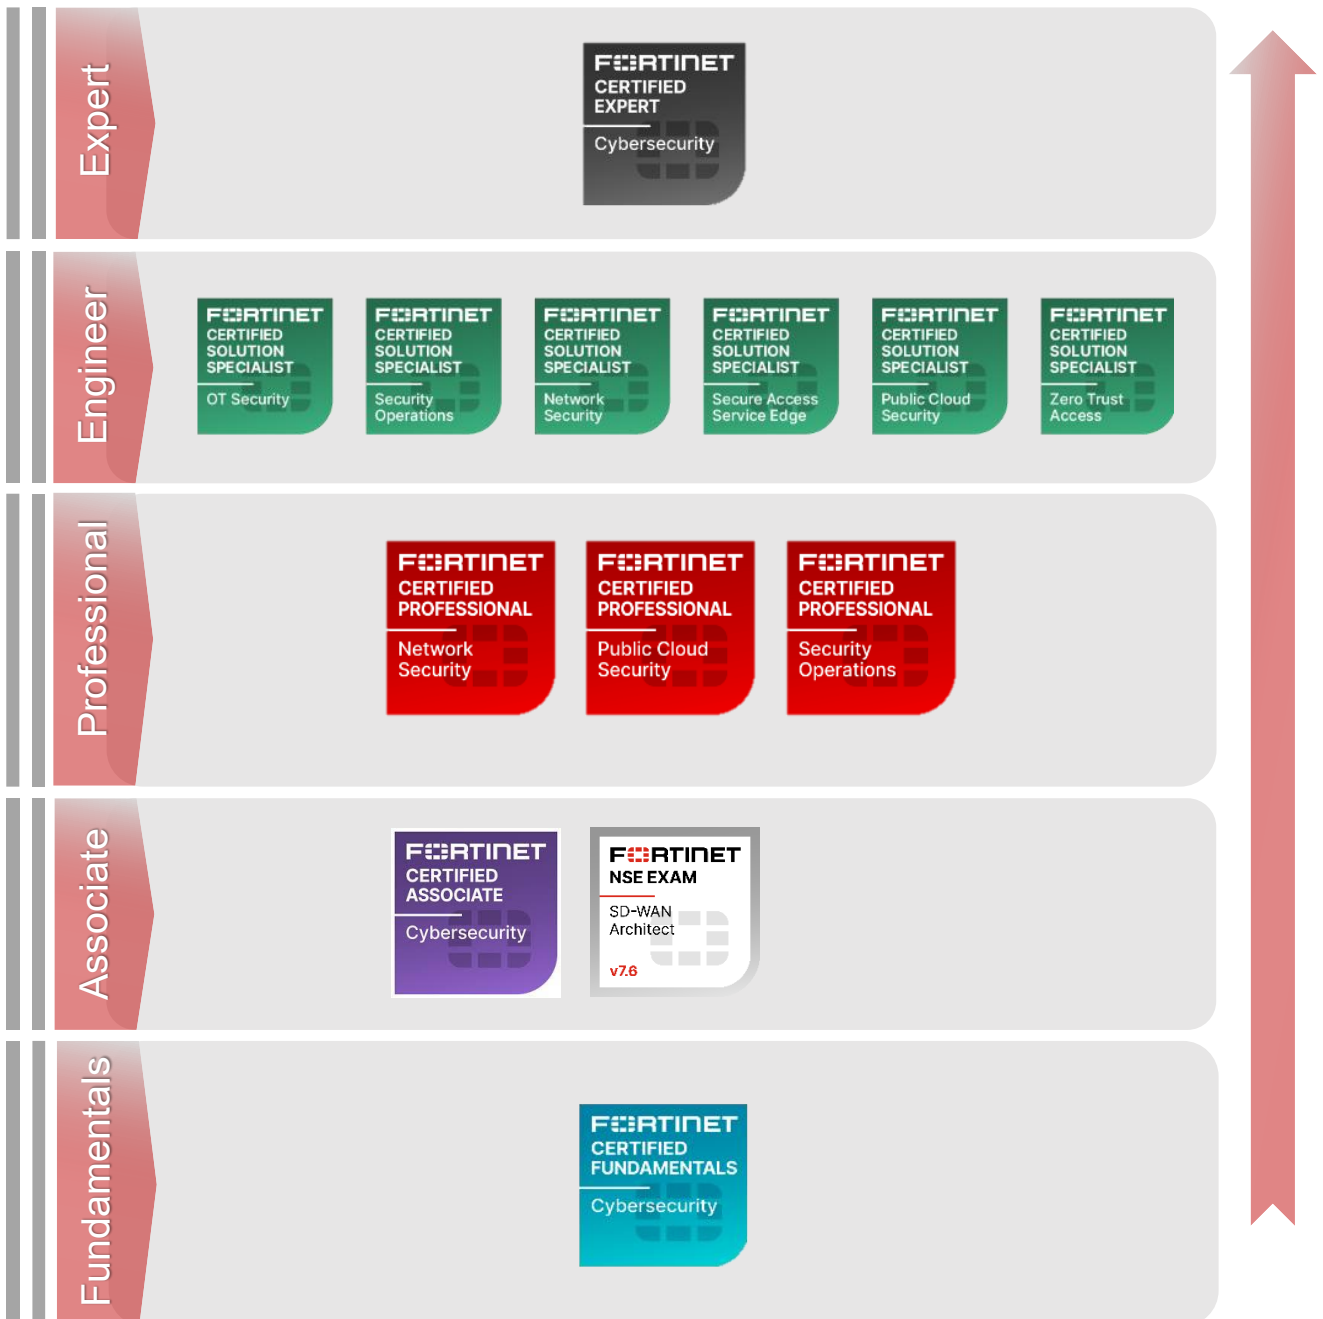 Expert
FORTINET
CERTIFIED
EXPERT
Cybersecurity
Engineer
FORTINET
CERTIFIED
SOLUTION
SPECIALIST
OT Security
FORTINET
CERTIFIED
SOLUTION
SPECIALIST
Security
Operations
FORTINET
CERTIFIED
SOLUTION
SPECIALIST
Network
Security
FORTINET
CERTIFIED
SOLUTION
SPECIALIST
Secure Access
Service Edge
FORTINET
CERTIFIED
SOLUTION
SPECIALIST
Public Cloud
Security
FORTINET
CERTIFIED
SOLUTION
SPECIALIST
Zero Trust
Access
Professional
FORTINET
CERTIFIED
PROFESSIONAL
Network
Security
FORTINET
CERTIFIED
PROFESSIONAL
Public Cloud
Security
FORTINET
CERTIFIED
PROFESSIONAL
Security
Operations
Associate
FORTINET
CERTIFIED
ASSOCIATE
Cybersecurity
FORTINET
NSE EXAM
SD-WAN
Architect
v7.6
Fundamentals
FORTINET
CERTIFIED
FUNDAMENTALS
Cybersecurity